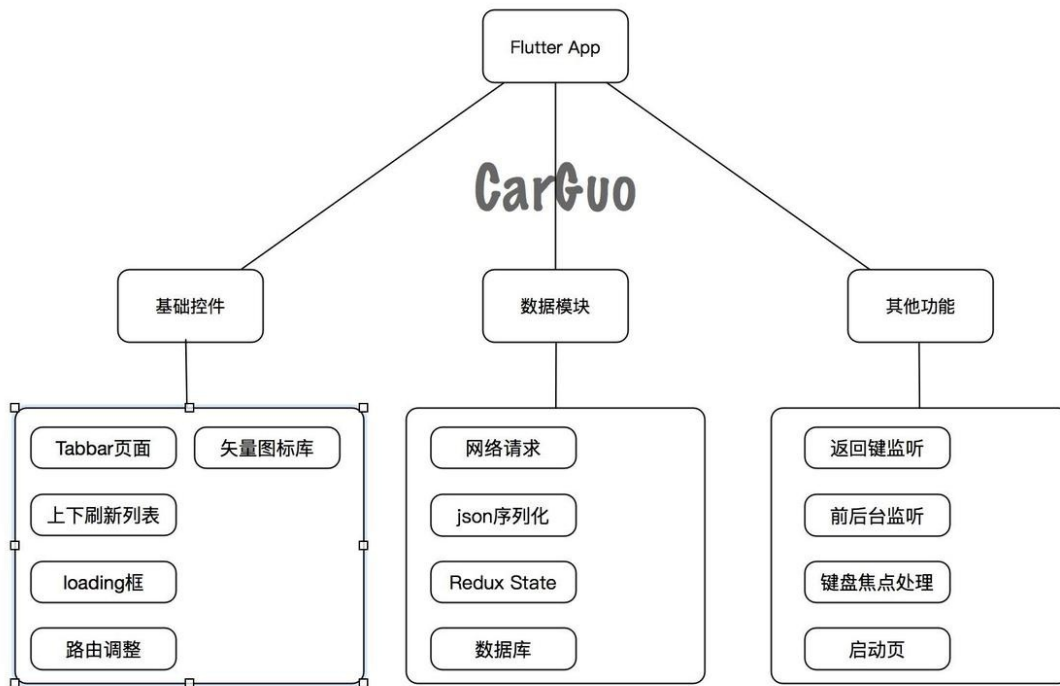 Flutter App
CarGuo
基础控件
数据模块
其他功能
Tabbar页面
矢量图标库
上下刷新列表
loading框
路由调整
网络请求
json序列化
Redux State
数据库
返回键监听
前后台监听
键盘焦点处理
启动页